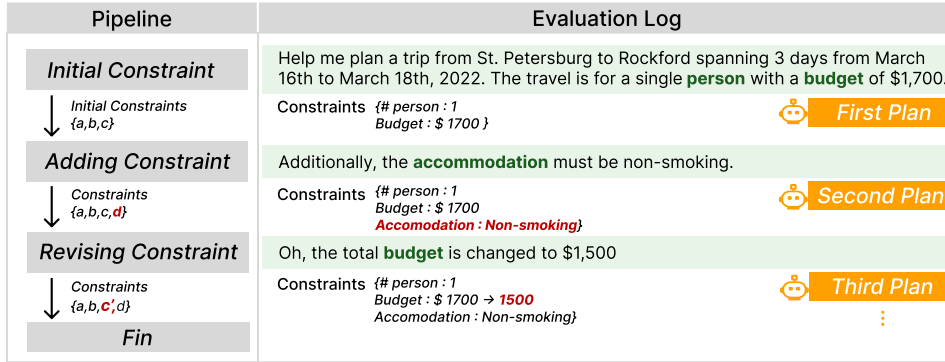 Pipeline
Evaluation Log
Initial Constraint
Help me plan a trip from St. Petersburg to Rockford spanning 3 days from March
16th to March 18th, 2022. The travel is for a single person with a budget of $1,700.
Initial Constraints
{a,b,c}
Constraints {# person : 1
Budget : $ 1700 }
First Plan
Adding Constraint
Additionally, the accommodation must be non-smoking.
Constraints
{a,b,c,d}
Constraints {# person : 1
Budget : $ 1700
Accomodation : Non-smoking}
Second Plan
Revising Constraint
Oh, the total budget is changed to $1,500
Constraints
{a,b,c',d}
Constraints {# person : 1
Budget : $ 1700 → 1500
Accomodation : Non-smoking}
Third Plan
Fin